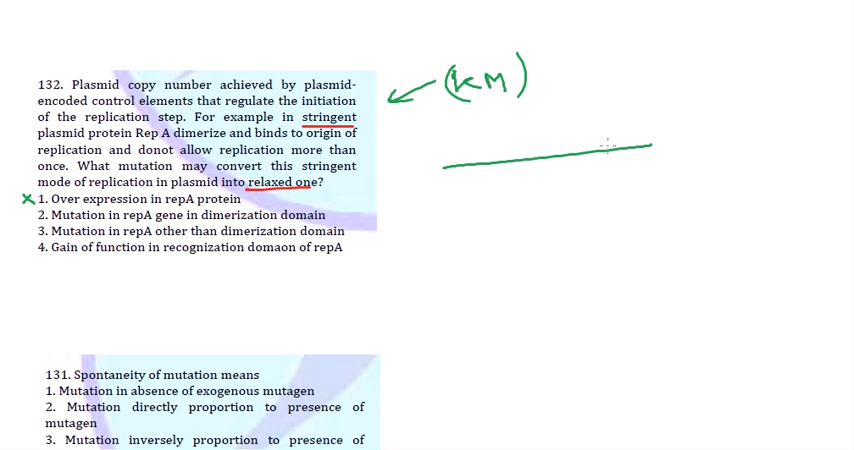 (KM)
132. Plasmid copy number achieved by plasmid-
encoded control elements that regulate the initiation
of the replication step. For example in stringent
plasmid protein Rep A dimerize and binds to origin of
replication and donot allow replication more than
once. What mutation may convert this stringent
mode of replication in plasmid into relaxed one?
1. Over expression in repA protein
2. Mutation in repA gene in dimerization domain
3. Mutation in repA other than dimerization domain
4. Gain of function in recognization domaon of repA
131. Spontaneity of mutation means
1. Mutation in absence of exogenous mutagen
2. Mutation directly proportion to presence of
mutagen
3. Mutation inversely proportion to presence of